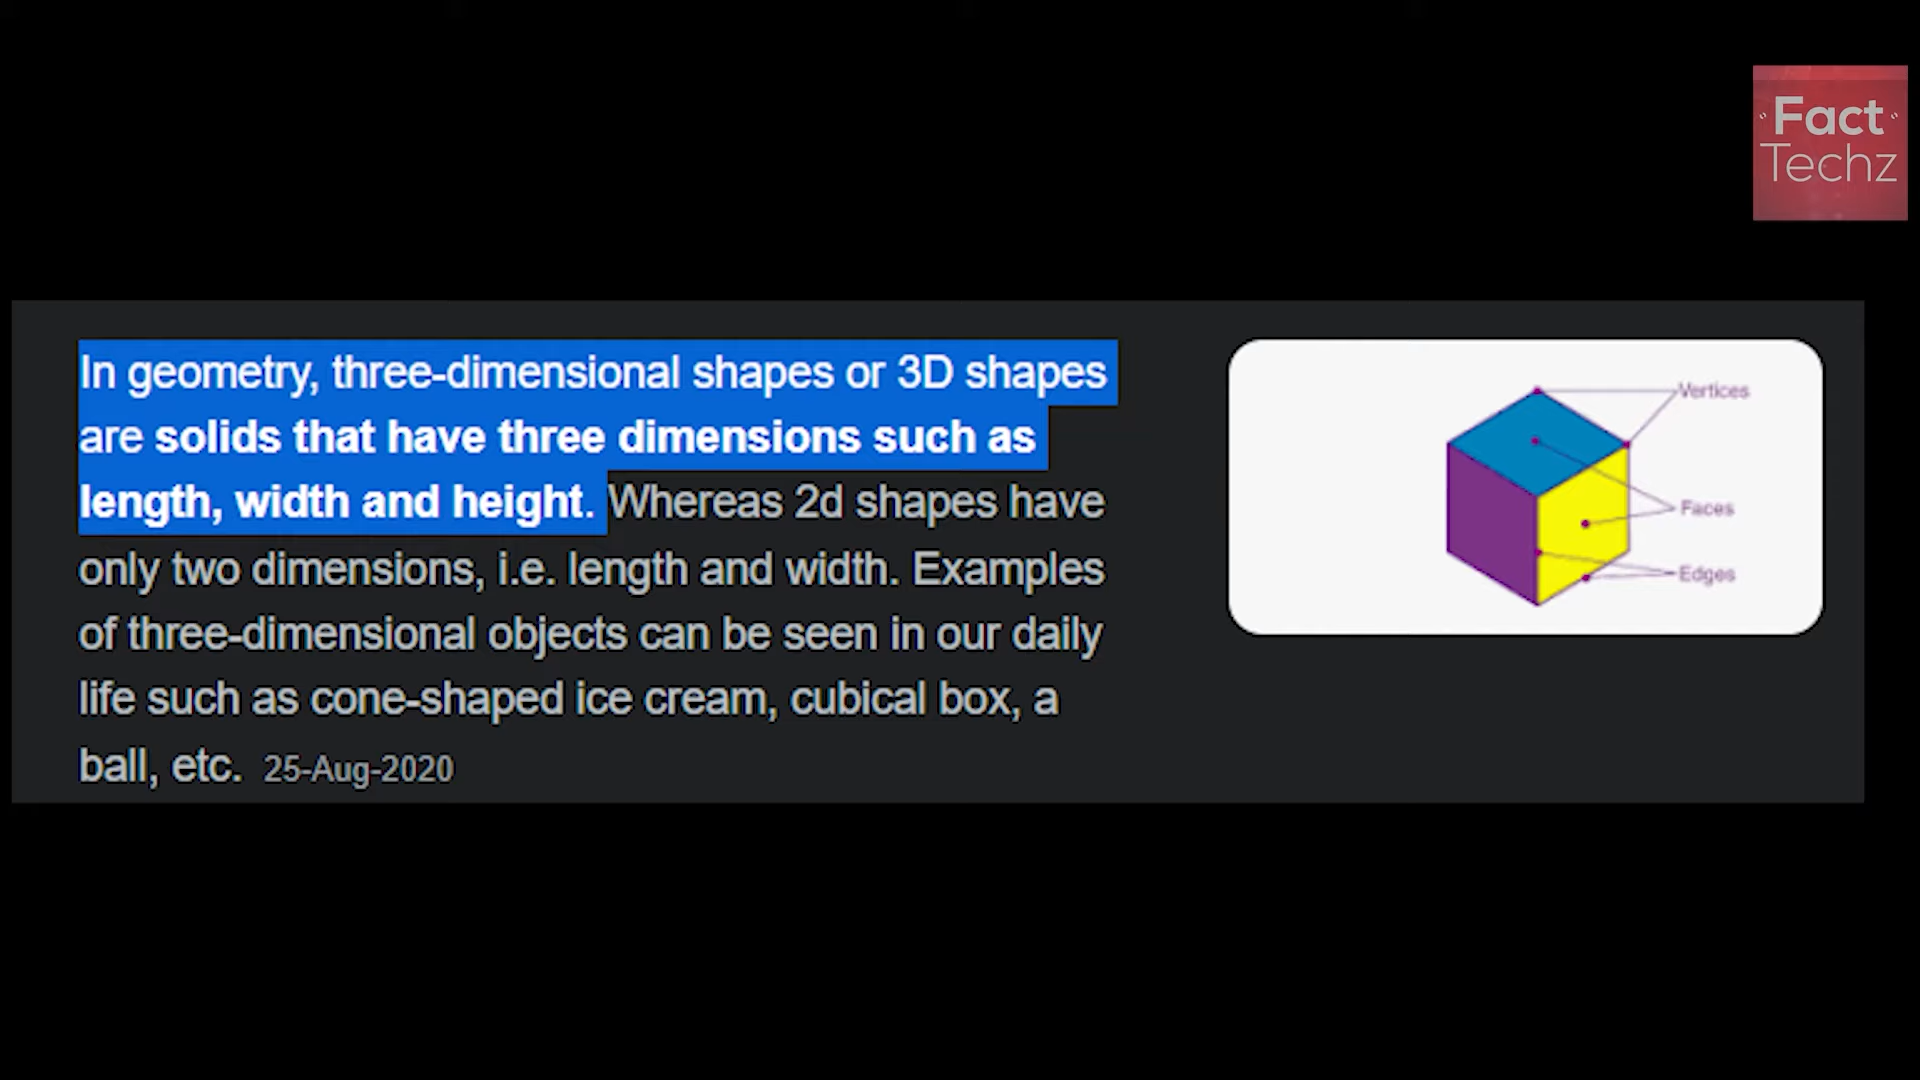 Fact
Techz
In geometry, three-dimensional shapes or 3D shapes
are solids that have three dimensions such as
length, width and height. Whereas 2d shapes have
only two dimensions, i.e. length and width. Examples
of three-dimensional objects can be seen in our daily
life such as cone-shaped ice cream, cubical box, a
ball, etc. 25-Aug-2020
Vertices
Faces
Edges